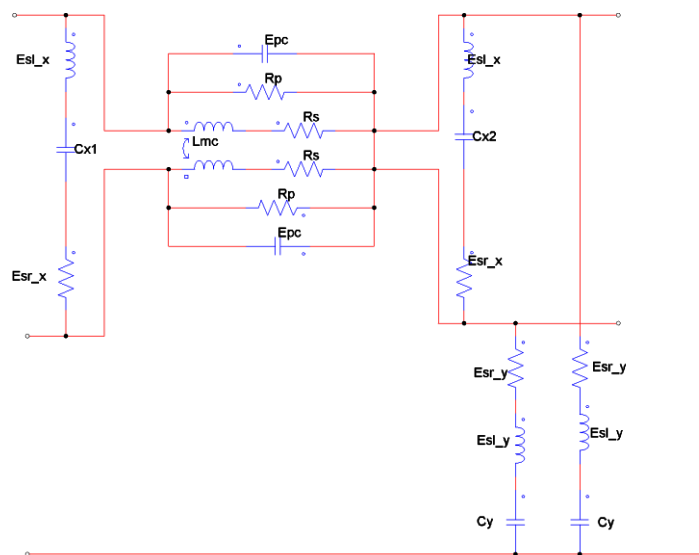 Epc
Esl_x
Esl_x
Rp
Rs
Cx1
Lmc
Cx2
Rs
Rp
Epc
Esr_x
Esr_x
Esr_y
Esr_y
Esl_y
Esl_y
Cy
Cy